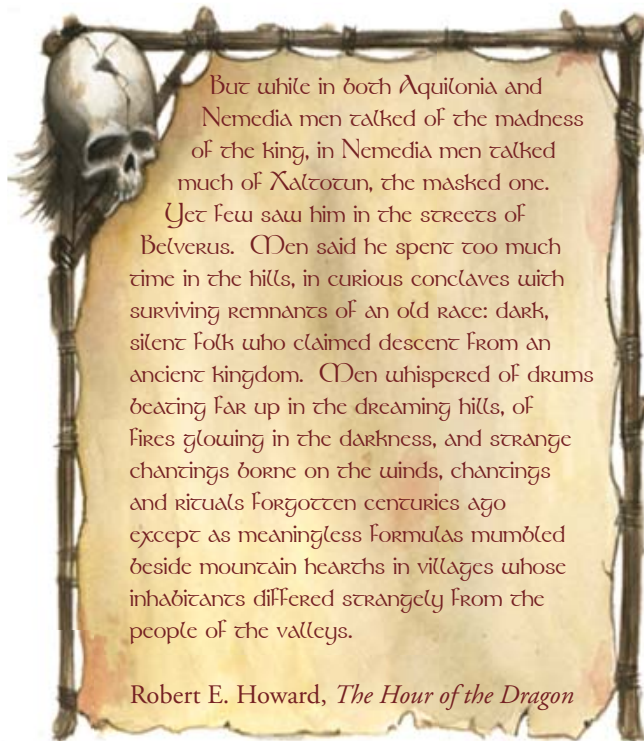 But while in both Aquilonia and
Nemedia men talked of the madness
of the king, in Nemedia men talked
much of Xaltotun, the masked one.
Yet few saw him in the streets of
Belverus.  Men said he spent too much
time in the hills, in curious conclaves with
surviving remnants of an old race: dark,
silent folk who claimed descent from an
ancient kingdom.  Men whispered of drums
beating far up in the dreaming hills, of
fires glowing in the darkness, and strange
chantings borne on the winds, chantings
and rituals forgotten centuries ago
except as meaningless formulas mumbled
beside mountain hearths in villages whose
inhabitants differed strangely from the
people of the valleys.
Robert E. Howard, The Hour of the Dragon